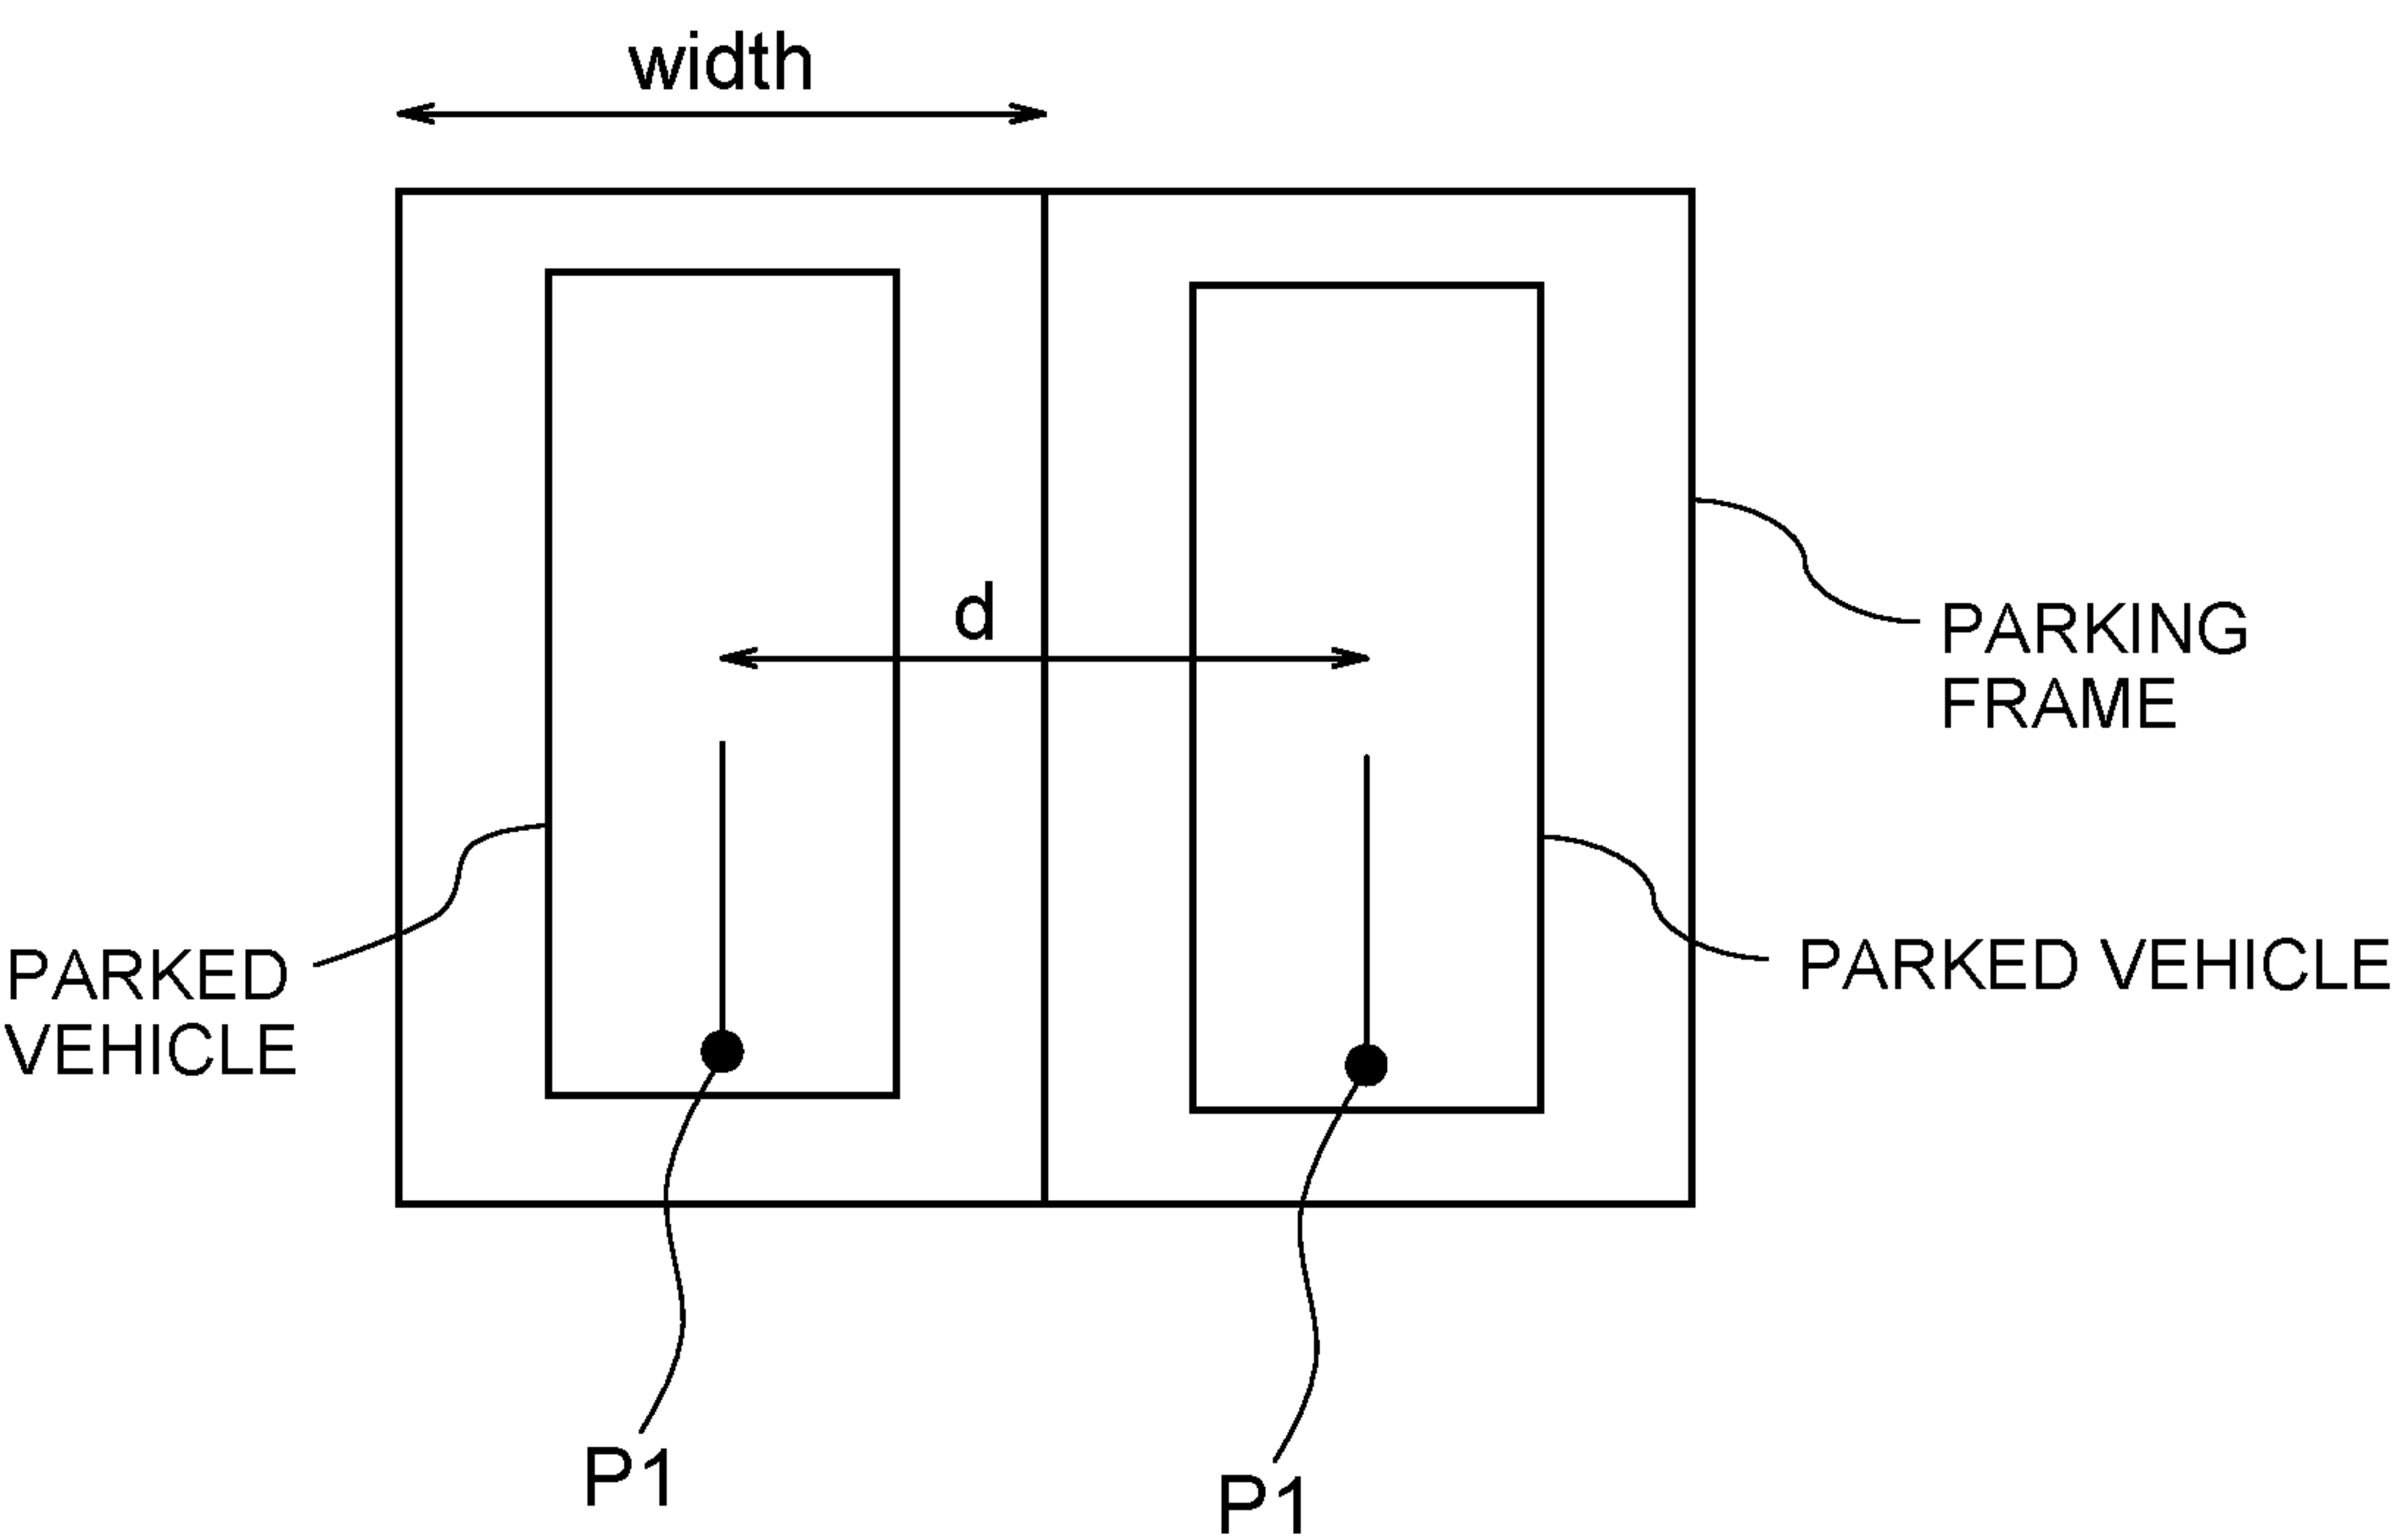 width
d
PARKING
FRAME
PARKED
VEHICLE
PARKED VEHICLE
P1
P1